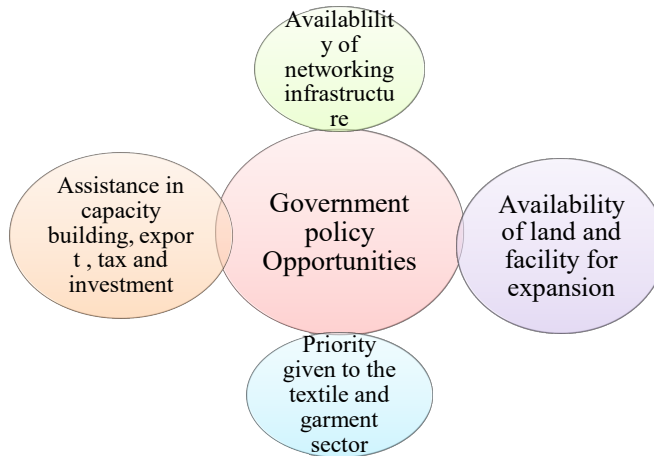 Availablilit
y of
networking
infrastructu
re
Assistance in
capacity
building, expor
t , tax and
investment
Government
policy
Opportunities
Availability
of land and
facility for
expansion
Priority
given to the
textile and
garment
sector